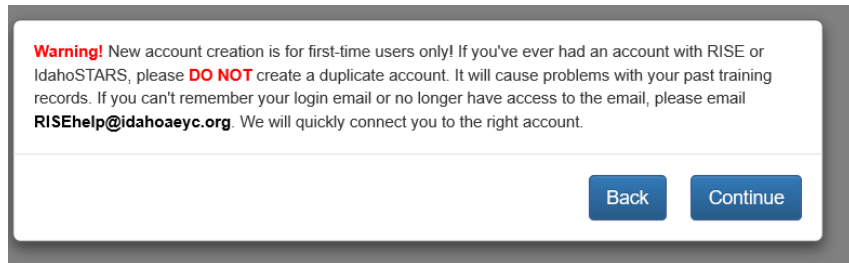 Warning! New account creation is for first-time users only! If you've ever had an account with RISE or
IdahoSTARS, please DO NOT create a duplicate account. It will cause problems with your past training
records. If you can't remember your login email or no longer have access to the email, please email
RISEhelp@idahoaeyc.org. We will quickly connect you to the right account.
Back Continue